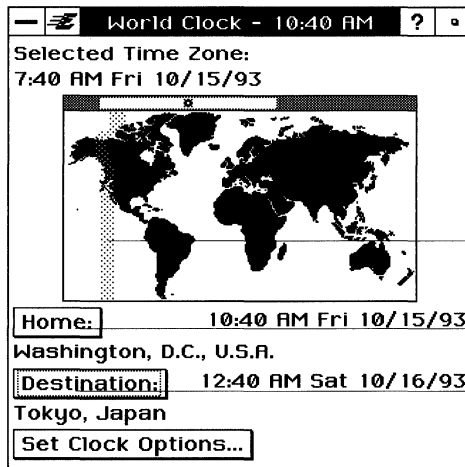 World Clock - 10:40 AM ?
Selected Time Zone:
7:40 AM Fri 10/15/93
Home: 10:40 AM Fri 10/15/93
Washington, D.C., U.S.A.
Destination: 12:40 AM Sat 10/16/93
Tokyo, Japan
Set Clock Options...